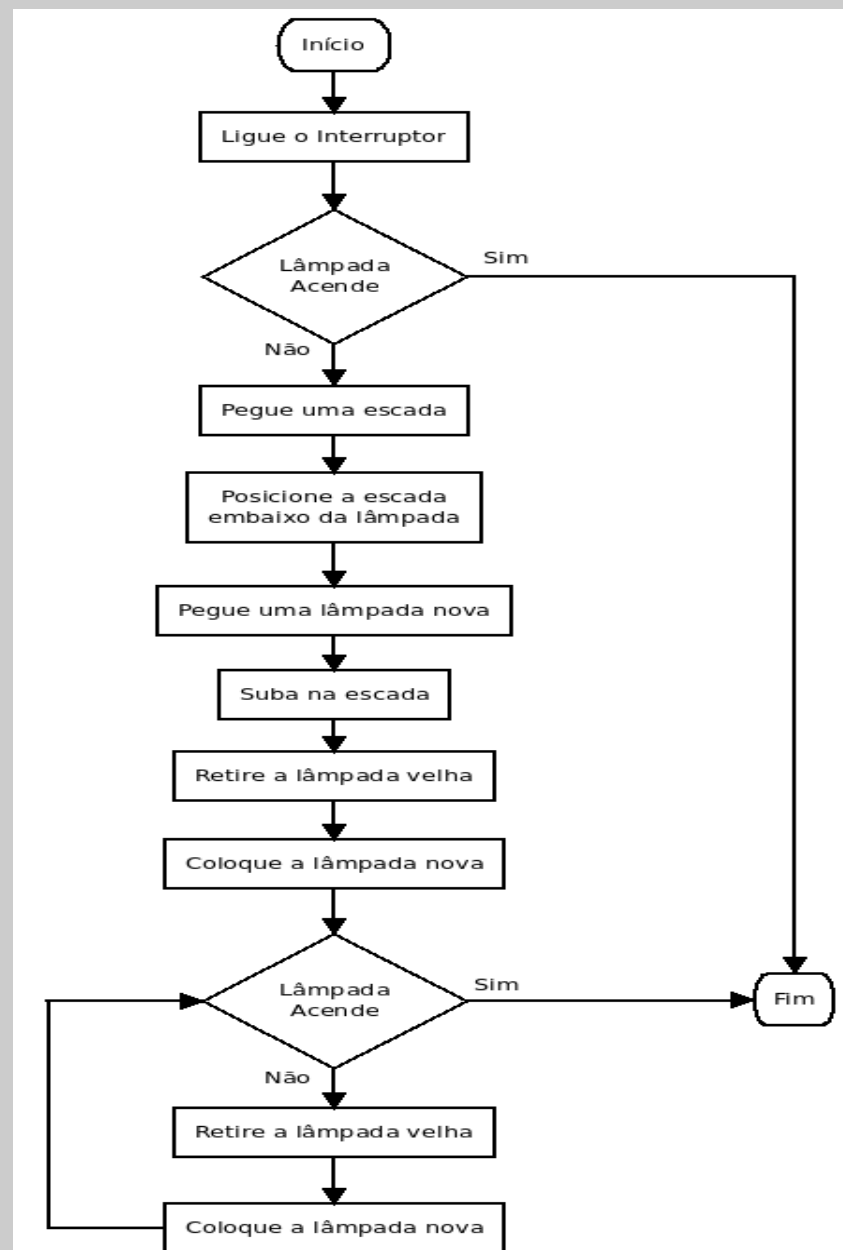 Início
Ligue o Interruptor
Lâmpada
Acende
Sim
Não
Pegue uma escada
Posicione a escada
embaixo da lâmpada
Pegue uma lâmpada nova
Suba na escada
Retire a lâmpada velha
Coloque a lâmpada nova
Lâmpada
Acende
Sim
Fim
Não
Retire a lâmpada velha
Coloque a lâmpada nova